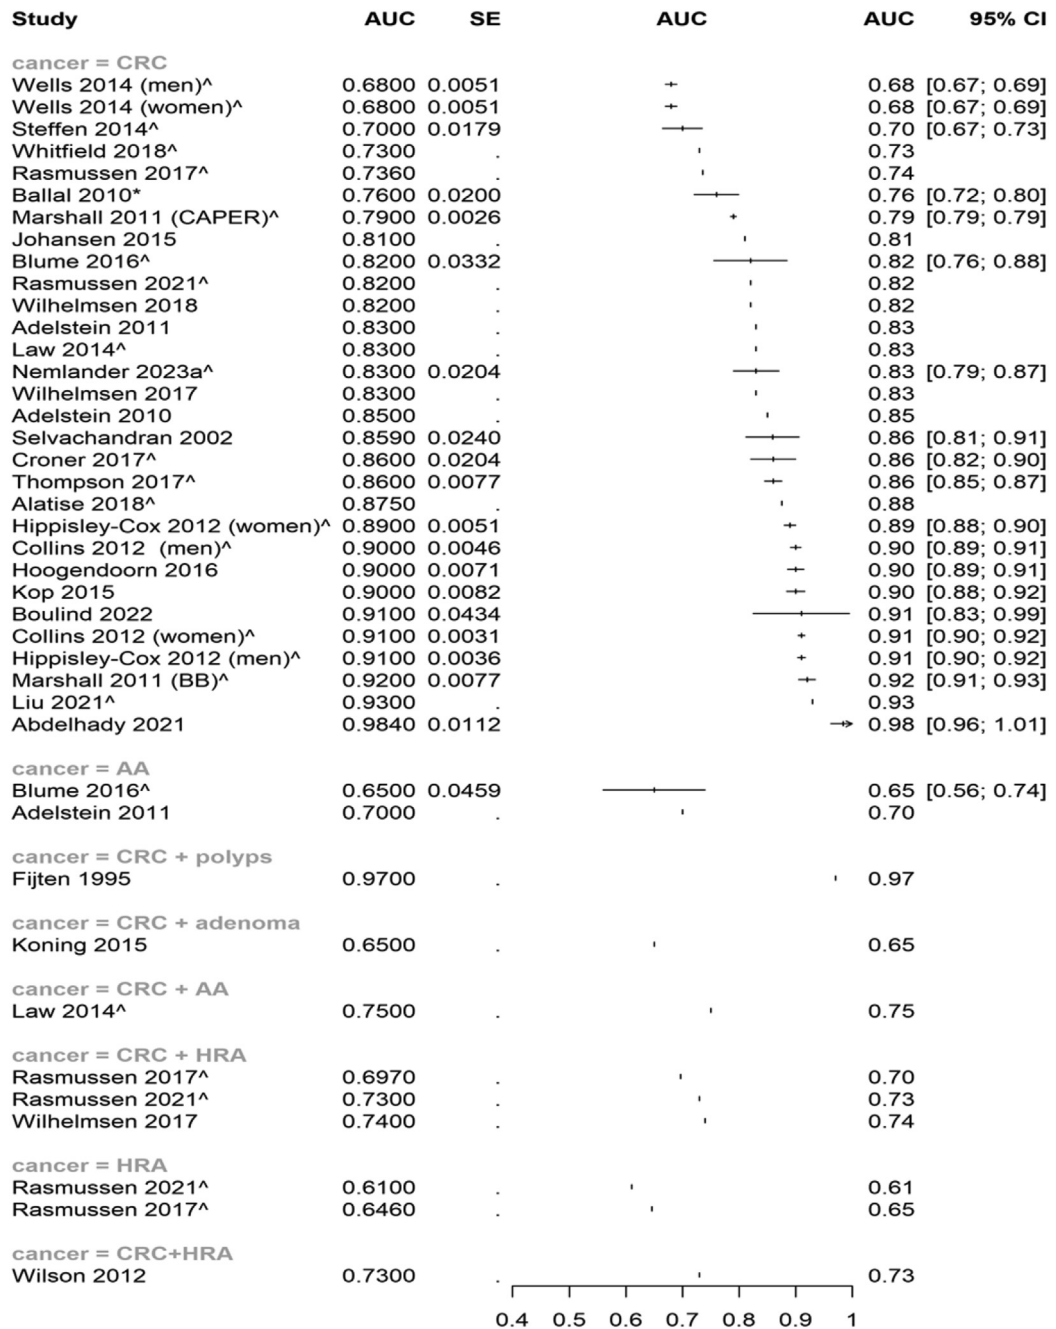 Study AUC SE AUC AUC 95% CI
cancer = CRC
Wells 2014 (men)^ 0.6800 0.0051 0.68 [0.67; 0.69]
Wells 2014 (women)^ 0.6800 0.0051 0.68 [0.67; 0.69]
Steffen 2014^ 0.7000 0.0179 0.70 [0.67; 0.73]
Whitfield 2018^ 0.7300 . 0.73
Rasmussen 2017^ 0.7360 . 0.74
Ballal 2010* 0.7600 0.0200 0.76 [0.72; 0.80]
Marshall 2011 (CAPER)^ 0.7900 0.0026 0.79 [0.79; 0.79]
Johansen 2015 0.8100 . 0.81
Blume 2016^ 0.8200 0.0332 0.82 [0.76; 0.88]
Rasmussen 2021^ 0.8200 . 0.82
Wilhelmsen 2018 0.8200 . 0.82
Adelstein 2011 0.8300 . 0.83
Law 2014^ 0.8300 . 0.83
Nemlander 2023a^ 0.8300 0.0204 0.83 [0.79; 0.87]
Wilhelmsen 2017 0.8300 . 0.83
Adelstein 2010 0.8500 . 0.85
Selvachandran 2002 0.8590 0.0240 0.86 [0.81; 0.91]
Croner 2017^ 0.8600 0.0204 0.86 [0.82; 0.90]
Thompson 2017^ 0.8600 0.0077 0.86 [0.85; 0.87]
Alatise 2018^ 0.8750 . 0.88
Hippisley-Cox 2012 (women)^ 0.8900 0.0051 0.89 [0.88; 0.90]
Collins 2012 (men)^ 0.9000 0.0046 0.90 [0.89; 0.91]
Hoogendoorn 2016 0.9000 0.0071 0.90 [0.89; 0.91]
Kop 2015 0.9000 0.0082 0.90 [0.88; 0.92]
Boulind 2022 0.9100 0.0434 0.91 [0.83; 0.99]
Collins 2012 (women)^ 0.9100 0.0031 0.91 [0.90; 0.92]
Hippisley-Cox 2012 (men)^ 0.9100 0.0036 0.91 [0.90; 0.92]
Marshall 2011 (BB)^ 0.9200 0.0077 0.92 [0.91; 0.93]
Liu 2021^ 0.9300 . 0.93
Abdelhady 2021 0.9840 0.0112 0.98 [0.96; 1.01]
cancer = AA
Blume 2016^ 0.6500 0.0459 0.65 [0.56; 0.74]
Adelstein 2011 0.7000 . 0.70
cancer = CRC + polyps
Fijten 1995 0.9700 . 0.97
cancer = CRC + adenoma
Koning 2015 0.6500 . 0.65
cancer = CRC + AA
Law 2014^ 0.7500 . 0.75
cancer = CRC + HRA
Rasmussen 2017^ 0.6970 . 0.70
Rasmussen 2021^ 0.7300 . 0.73
Wilhelmsen 2017 0.7400 . 0.74
cancer = HRA
Rasmussen 2021^ 0.6100 . 0.61
Rasmussen 2017^ 0.6460 . 0.65
cancer = CRC+HRA
Wilson 2012 0.7300 . 0.73
0.4 0.5 0.6 0.7 0.8 0.9 1